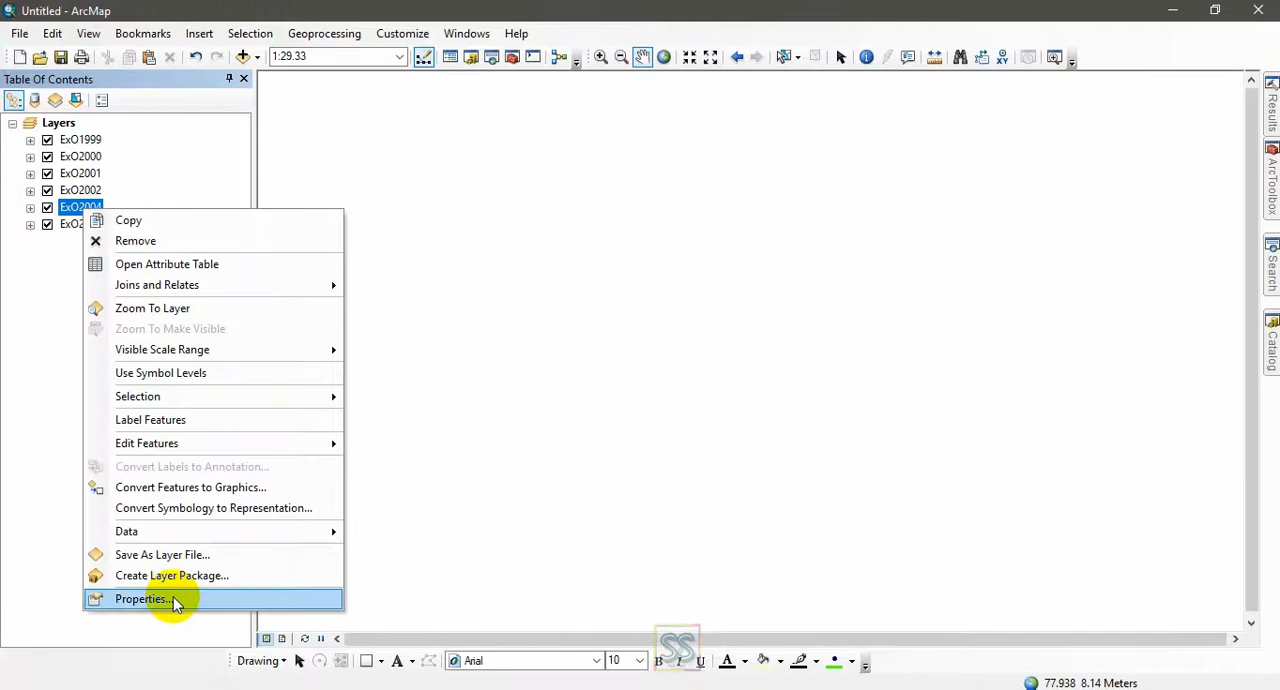 Untitled - ArcMap
File Edit View Bookmarks Insert Selection Geoprocessing Customize Windows Help
1:29.33
Table Of Contents
Layers
ExO1999
ExO2000
ExO2001
ExO2002
ExO2004
Copy
Remove
Open Attribute Table
Joins and Relates
Zoom To Layer
Zoom To Make Visible
Visible Scale Range
Use Symbol Levels
Selection
Label Features
Edit Features
Convert Labels to Annotation...
Convert Features to Graphics...
Convert Symbology to Representation...
Data
Save As Layer File...
Create Layer Package...
Properties...
Results
ArcToolbox
Search
Catalog
Drawing Arial 10 B I U A
SS
77.938 8.14 Meters